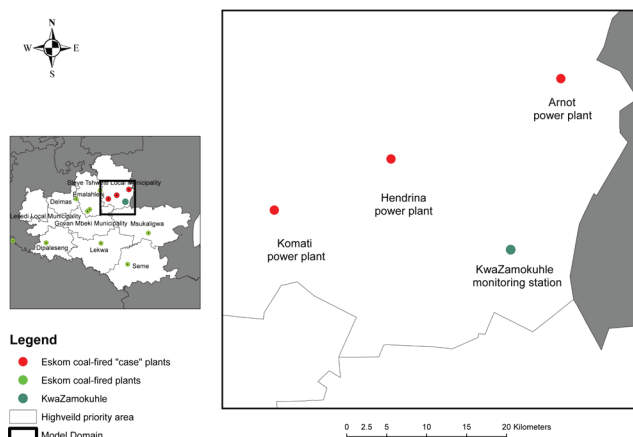 N
W E
S
Steve Tshwete Local Municipality
Emalahleni
Delmas
Lesedi Local Municipality
Govan Mbeki Municipality
Msukaligwa
Dipaleseng
Lekwa
Seme
Arnot
power plant
Hendrina
power plant
Komati
power plant
KwaZamokuhle
monitoring station
Legend
Eskom coal-fired "case" plants
Eskom coal-fired plants
KwaZamokuhle
Highveild priority area
Model Domain
0 2.5 5 10 15 20 Kilometers